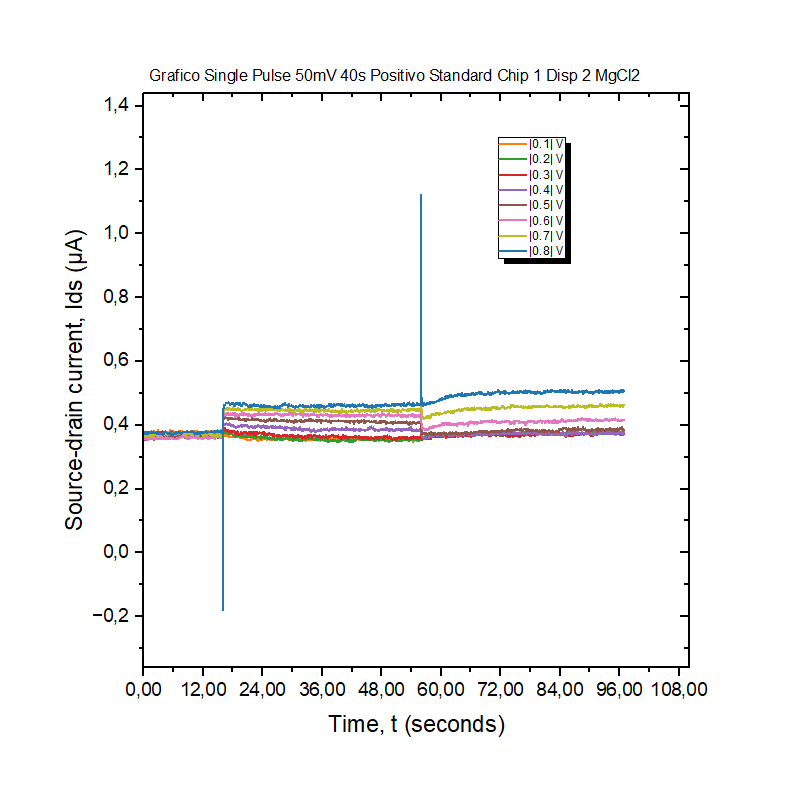 Grafico Single Pulse 50mV 40s Positivo Standard Chip 1 Disp 2 MgCl2
1,4
1,2
1,0
0,8
0,6
0,4
0,2
0,0
−0,2
Source-drain current, Ids (µA)
|0.1| V
|0.2| V
|0.3| V
|0.4| V
|0.5| V
|0.6| V
|0.7| V
|0.8| V
0,00 12,00 24,00 36,00 48,00 60,00 72,00 84,00 96,00 108,00
Time, t (seconds)